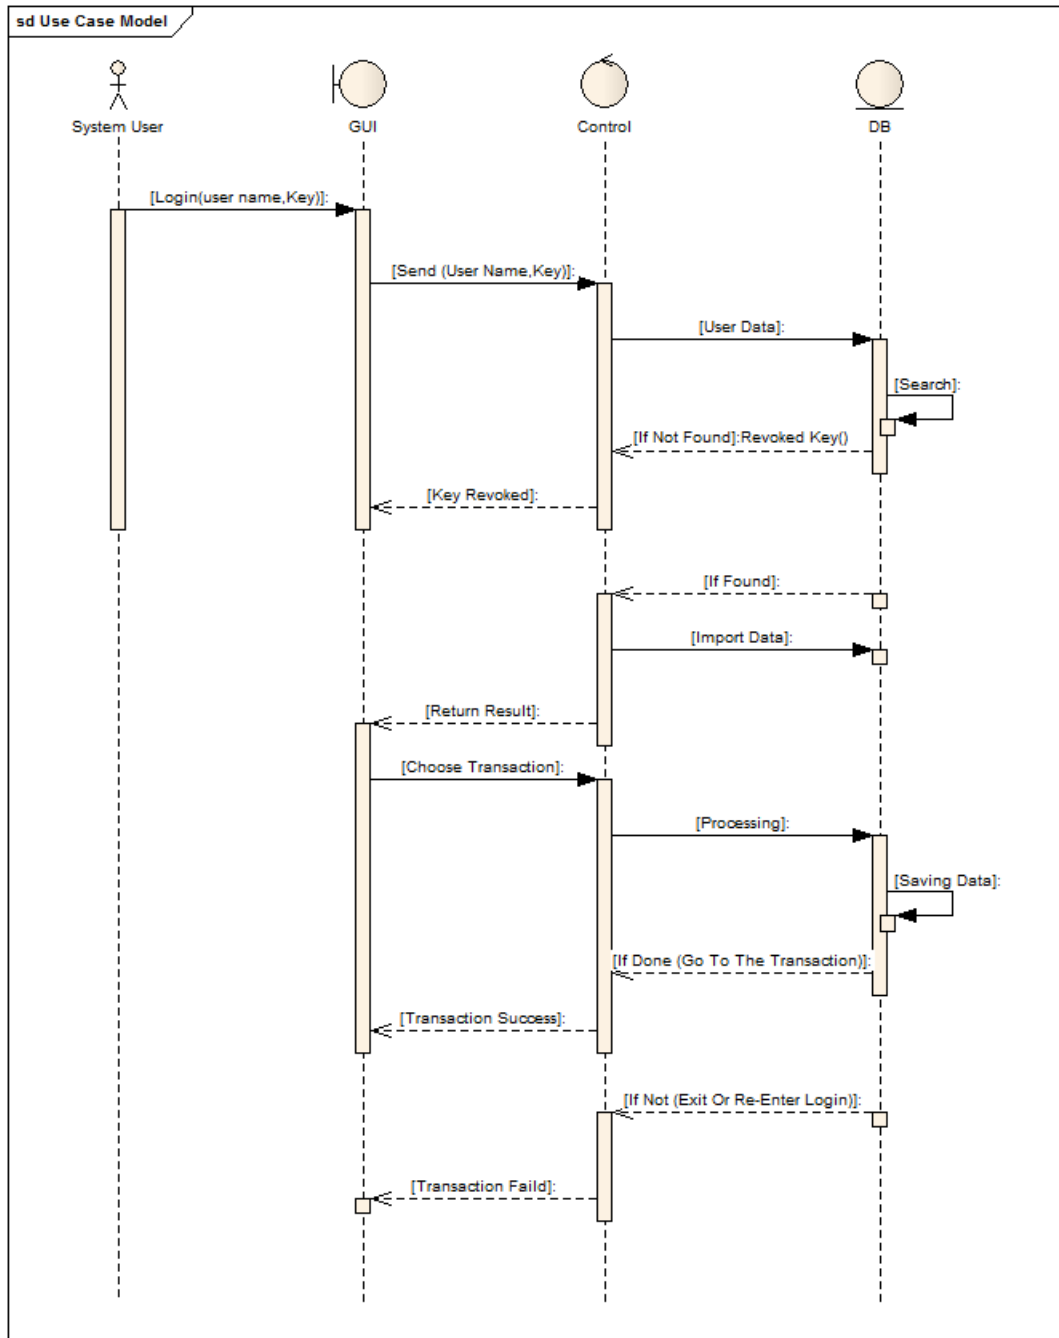 sd Use Case Model
System User
GUI
Control
DB
[Login(user name,Key)]:
[Send (User Name,Key)]:
[User Data]:
[Search]:
[If Not Found]:Revoked Key()
[Key Revoked]:
[If Found]:
[Import Data]:
[Return Result]:
[Choose Transaction]:
[Processing]:
[Saving Data]:
[If Done (Go To The Transaction)]:
[Transaction Success]:
[If Not (Exit Or Re-Enter Login)]:
[Transaction Faild]: